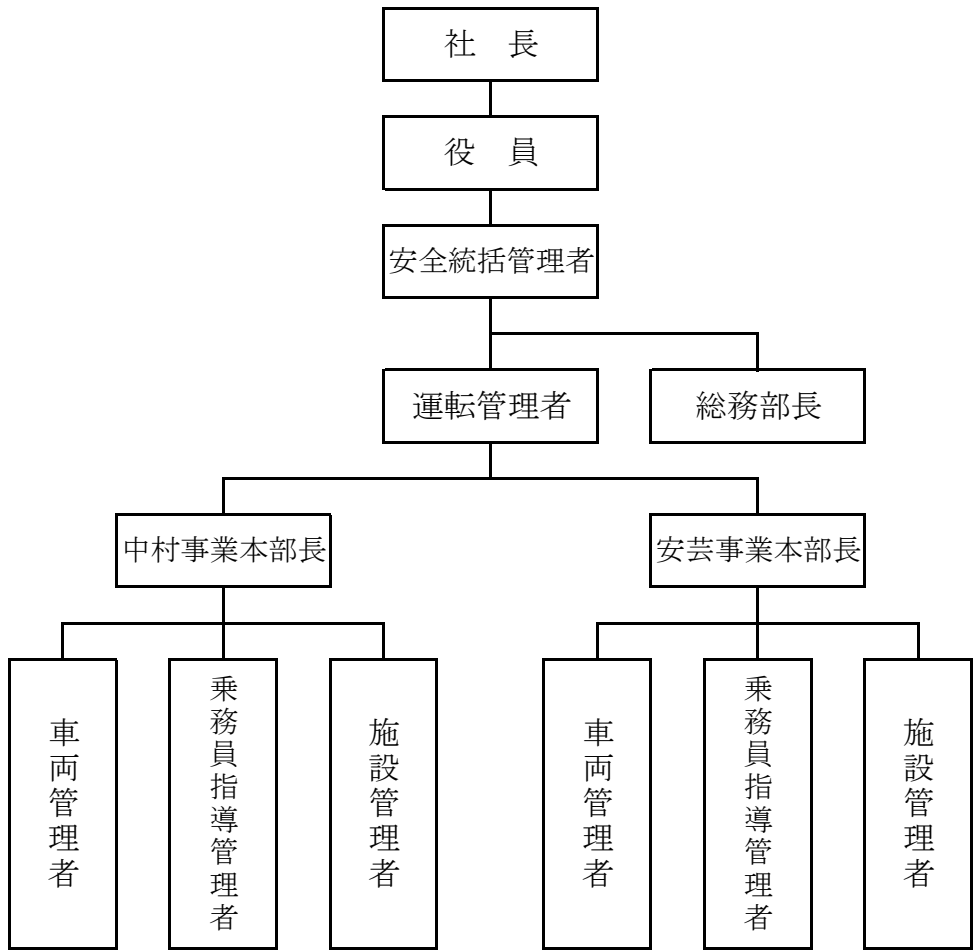 社　長
役　員
安全統括管理者
運転管理者
総務部長
中村事業本部長
安芸事業本部長
車両管理者
乗務員指導管理者
施設管理者
車両管理者
乗務員指導管理者
施設管理者